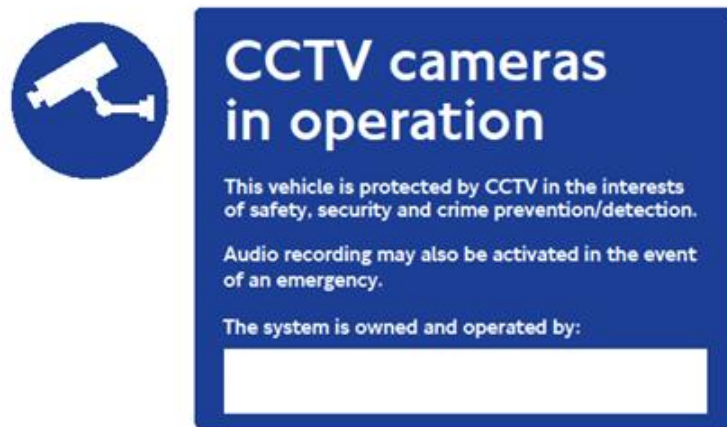 CCTV cameras
in operation
This vehicle is protected by CCTV in the interests
of safety, security and crime prevention/detection.
Audio recording may also be activated in the event
of an emergency.
The system is owned and operated by: